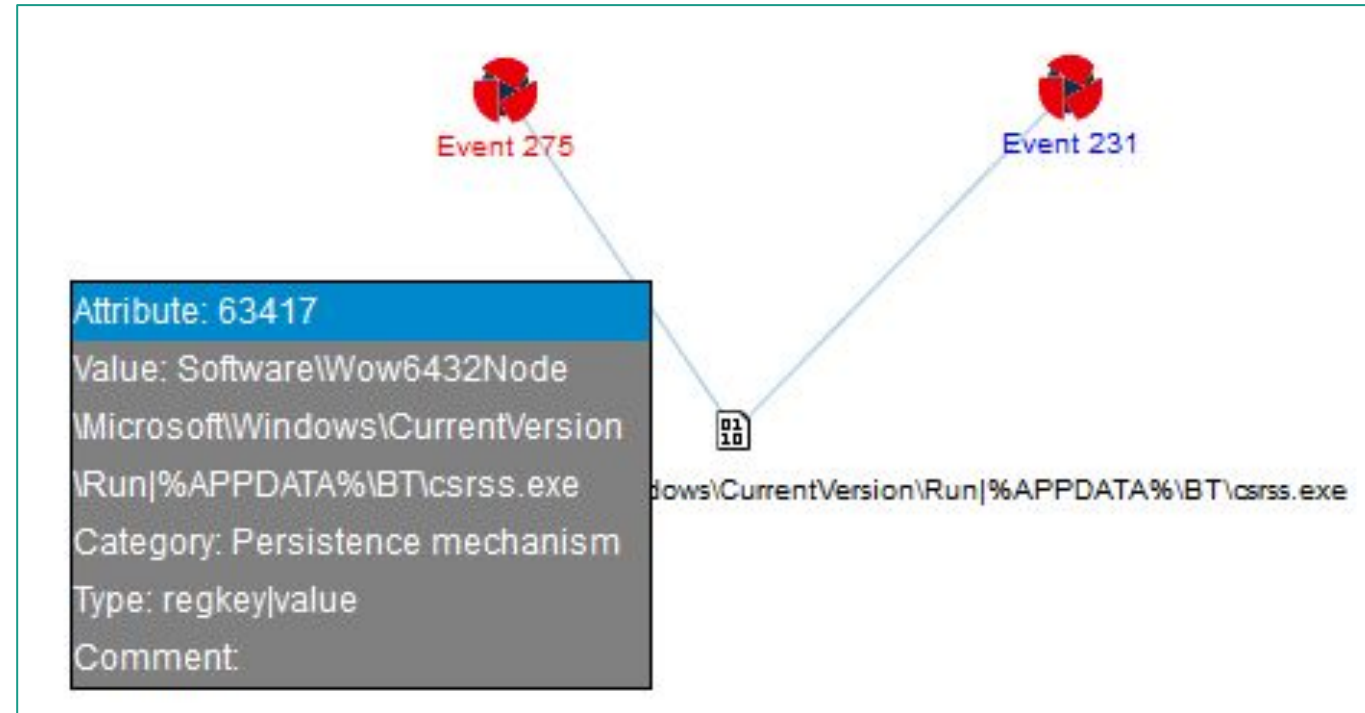 Event 275
Event 231
Attribute: 63417
Value: Software\Wow6432Node
\Microsoft\Windows\CurrentVersion
\Run|%APPDATA%\BT\csrss.exe
dows\CurrentVersion\Run|%APPDATA%\BT\csrss.exe
Category: Persistence mechanism
Type: regkey|value
Comment: